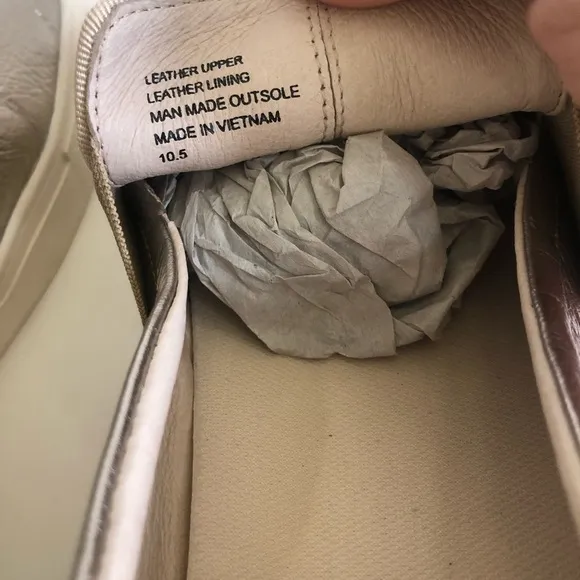 LEATHER UPPER
LEATHER LINING
MAN MADE OUTSOLE
MADE IN VIETNAM
10.5